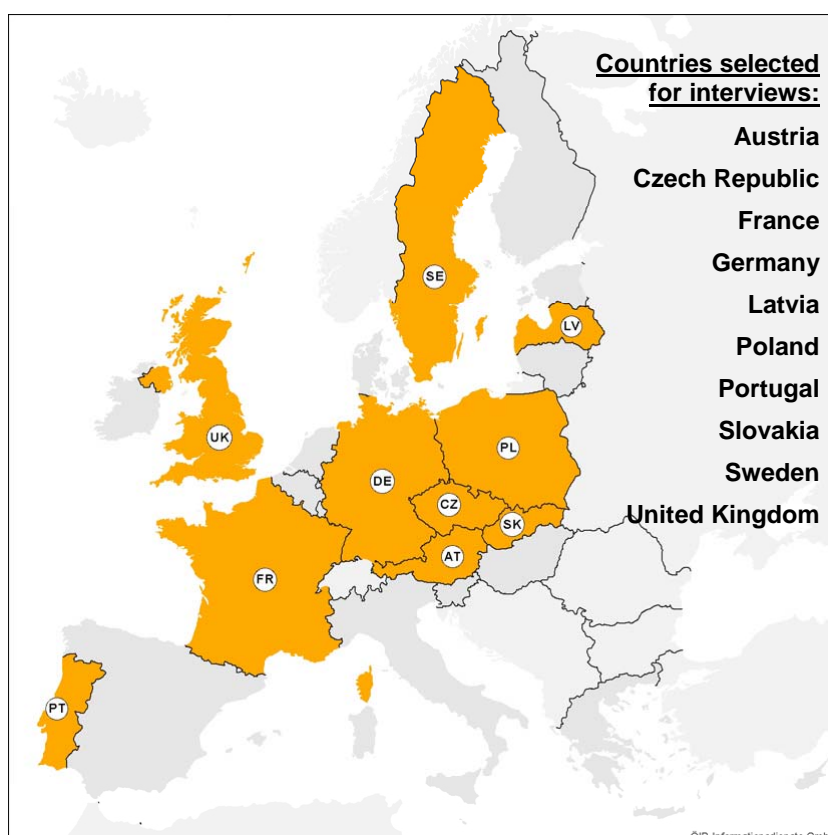 Countries selected
for interviews:
Austria
Czech Republic
France
Germany
Latvia
Poland
Portugal
Slovakia
Sweden
United Kingdom
SE
LV
UK
PL
DE
CZ
SK
AT
FR
PT